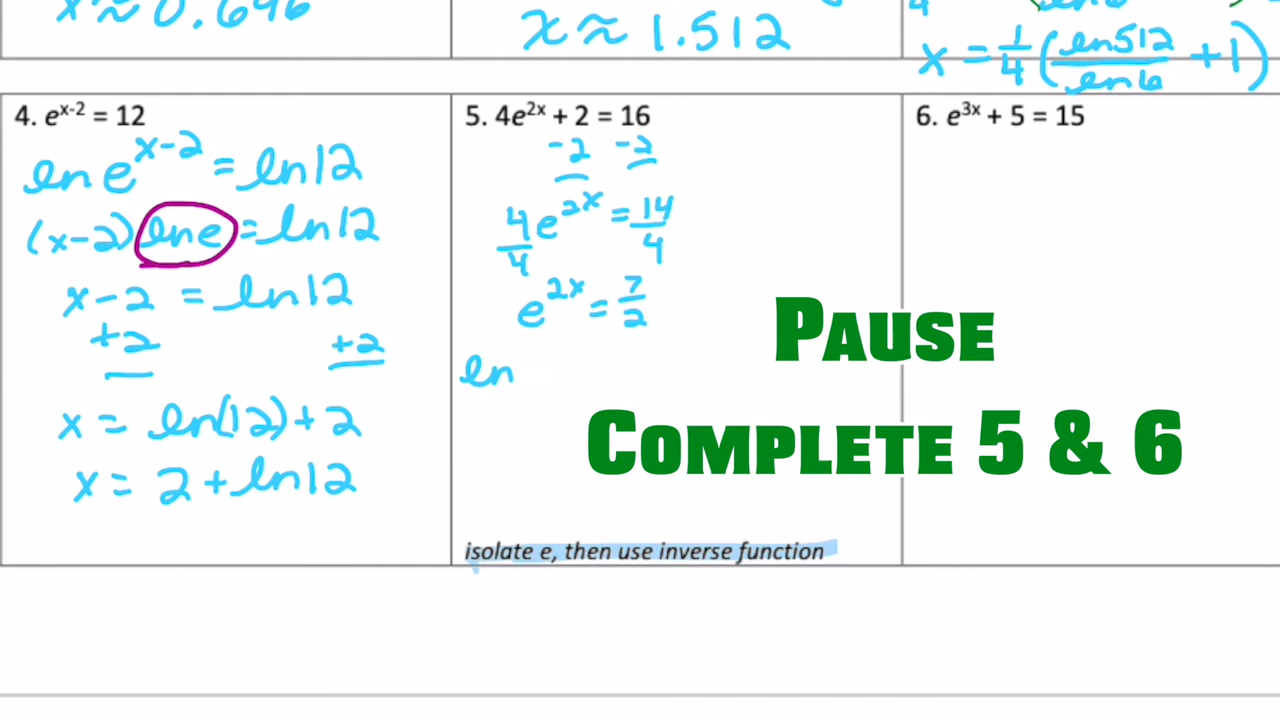 x ≈ 0.696
x ≈ 1.512
4
x = 1/4 (ln512/ln6 + 1)
4. e^(x-2) = 12
ln e^(x-2) = ln12
(x-2) ln e = ln12
x-2 = ln12
+2 +2
x = ln(12)+2
x = 2 + ln12
5. 4e^(2x) + 2 = 16
-2 -2
4e^(2x)/4 = 14/4
e^(2x) = 7/2
ln
isolate e, then use inverse function
6. e^(3x) + 5 = 15
PAUSE
COMPLETE 5 & 6